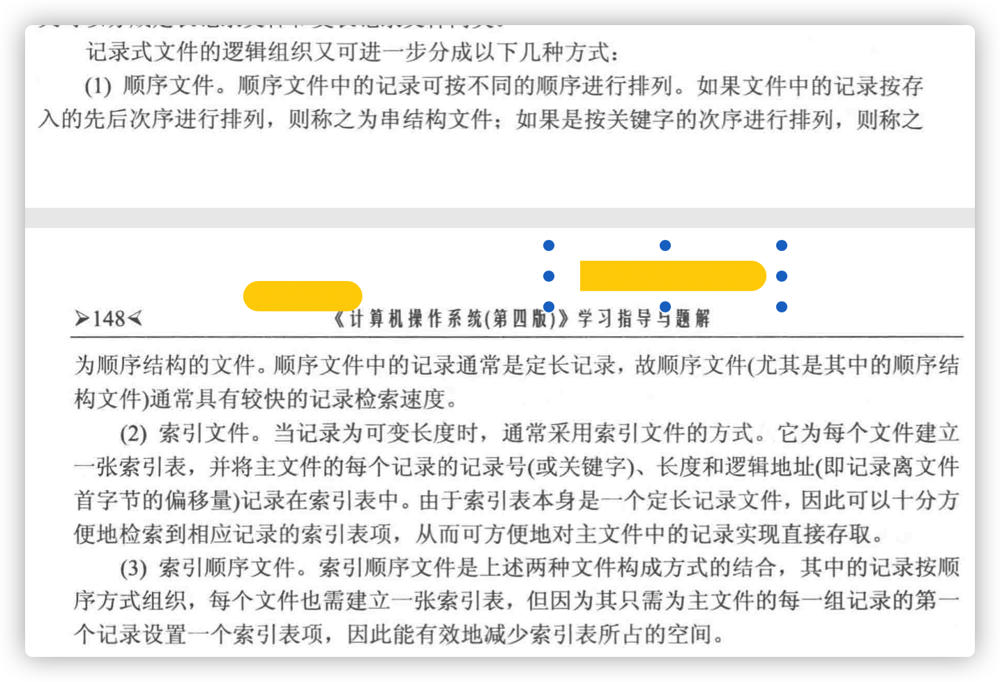 记录式文件的逻辑组织又可进一步分成以下几种方式：
(1) 顺序文件。顺序文件中的记录可按不同的顺序进行排列。如果文件中的记录按存
入的先后次序进行排列，则称之为串结构文件；如果是按关键字的次序进行排列，则称之
➢148⮜ 《计算机操作系统(第四版)》学习指导与题解
为顺序结构的文件。顺序文件中的记录通常是定长记录，故顺序文件(尤其是其中的顺序结
构文件)通常具有较快的记录检索速度。
(2) 索引文件。当记录为可变长度时，通常采用索引文件的方式。它为每个文件建立
一张索引表，并将主文件的每个记录的记录号(或关键字)、长度和逻辑地址(即记录离文件
首字节的偏移量)记录在索引表中。由于索引表本身是一个定长记录文件，因此可以十分方
便地检索到相应记录的索引表项，从而可方便地对主文件中的记录实现直接存取。
(3) 索引顺序文件。索引顺序文件是上述两种文件构成方式的结合，其中的记录按顺
序方式组织，每个文件也需建立一张索引表，但因为其只需为主文件的每一组记录的第一
个记录设置一个索引表项，因此能有效地减少索引表所占的空间。